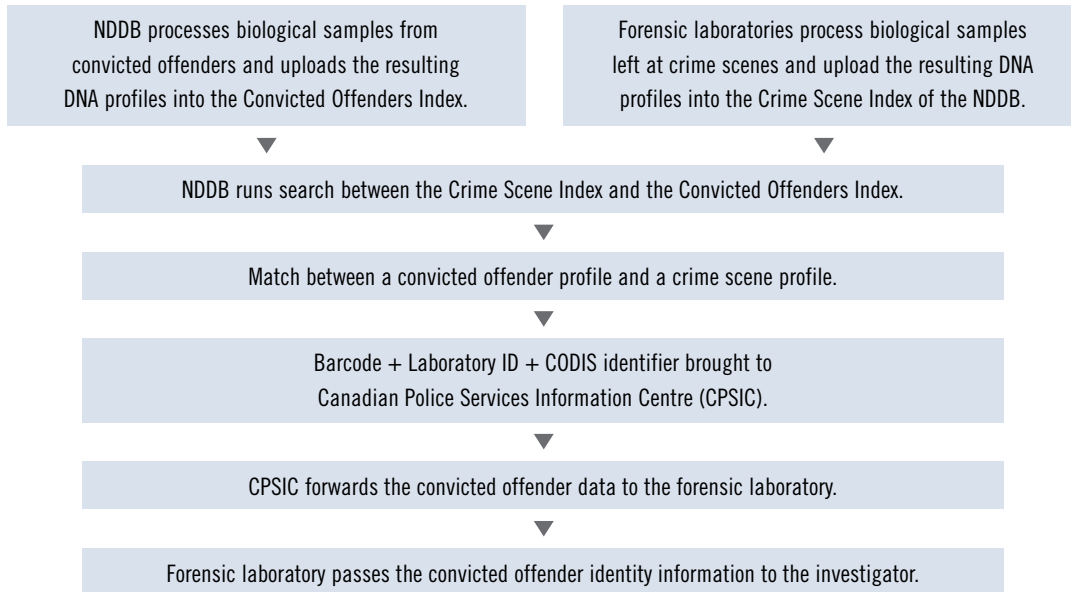 NDDB processes biological samples from
convicted offenders and uploads the resulting
DNA profiles into the Convicted Offenders Index.
Forensic laboratories process biological samples
left at crime scenes and upload the resulting DNA
profiles into the Crime Scene Index of the NDDB.
NDDB runs search between the Crime Scene Index and the Convicted Offenders Index.
Match between a convicted offender profile and a crime scene profile.
Barcode + Laboratory ID + CODIS identifier brought to
Canadian Police Services Information Centre (CPSIC).
CPSIC forwards the convicted offender data to the forensic laboratory.
Forensic laboratory passes the convicted offender identity information to the investigator.